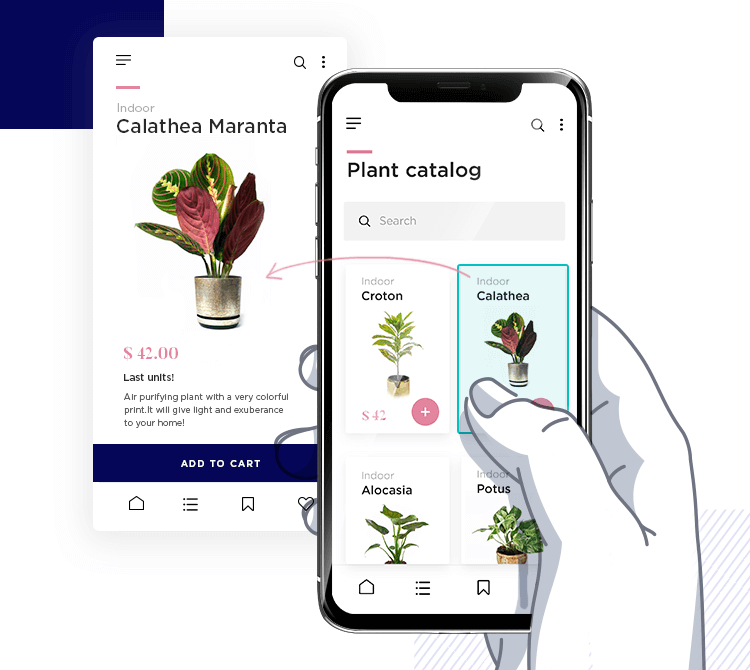 Indoor
Calathea Maranta
$ 42.00
Last units!
Air purifying plant with a very colorful
print.It will give light and exuberance
to your home!
ADD TO CART
Plant catalog
Search
Indoor
Croton
$ 42
+
Indoor
Calathea
Indoor
Alocasia
Indoor
Potus